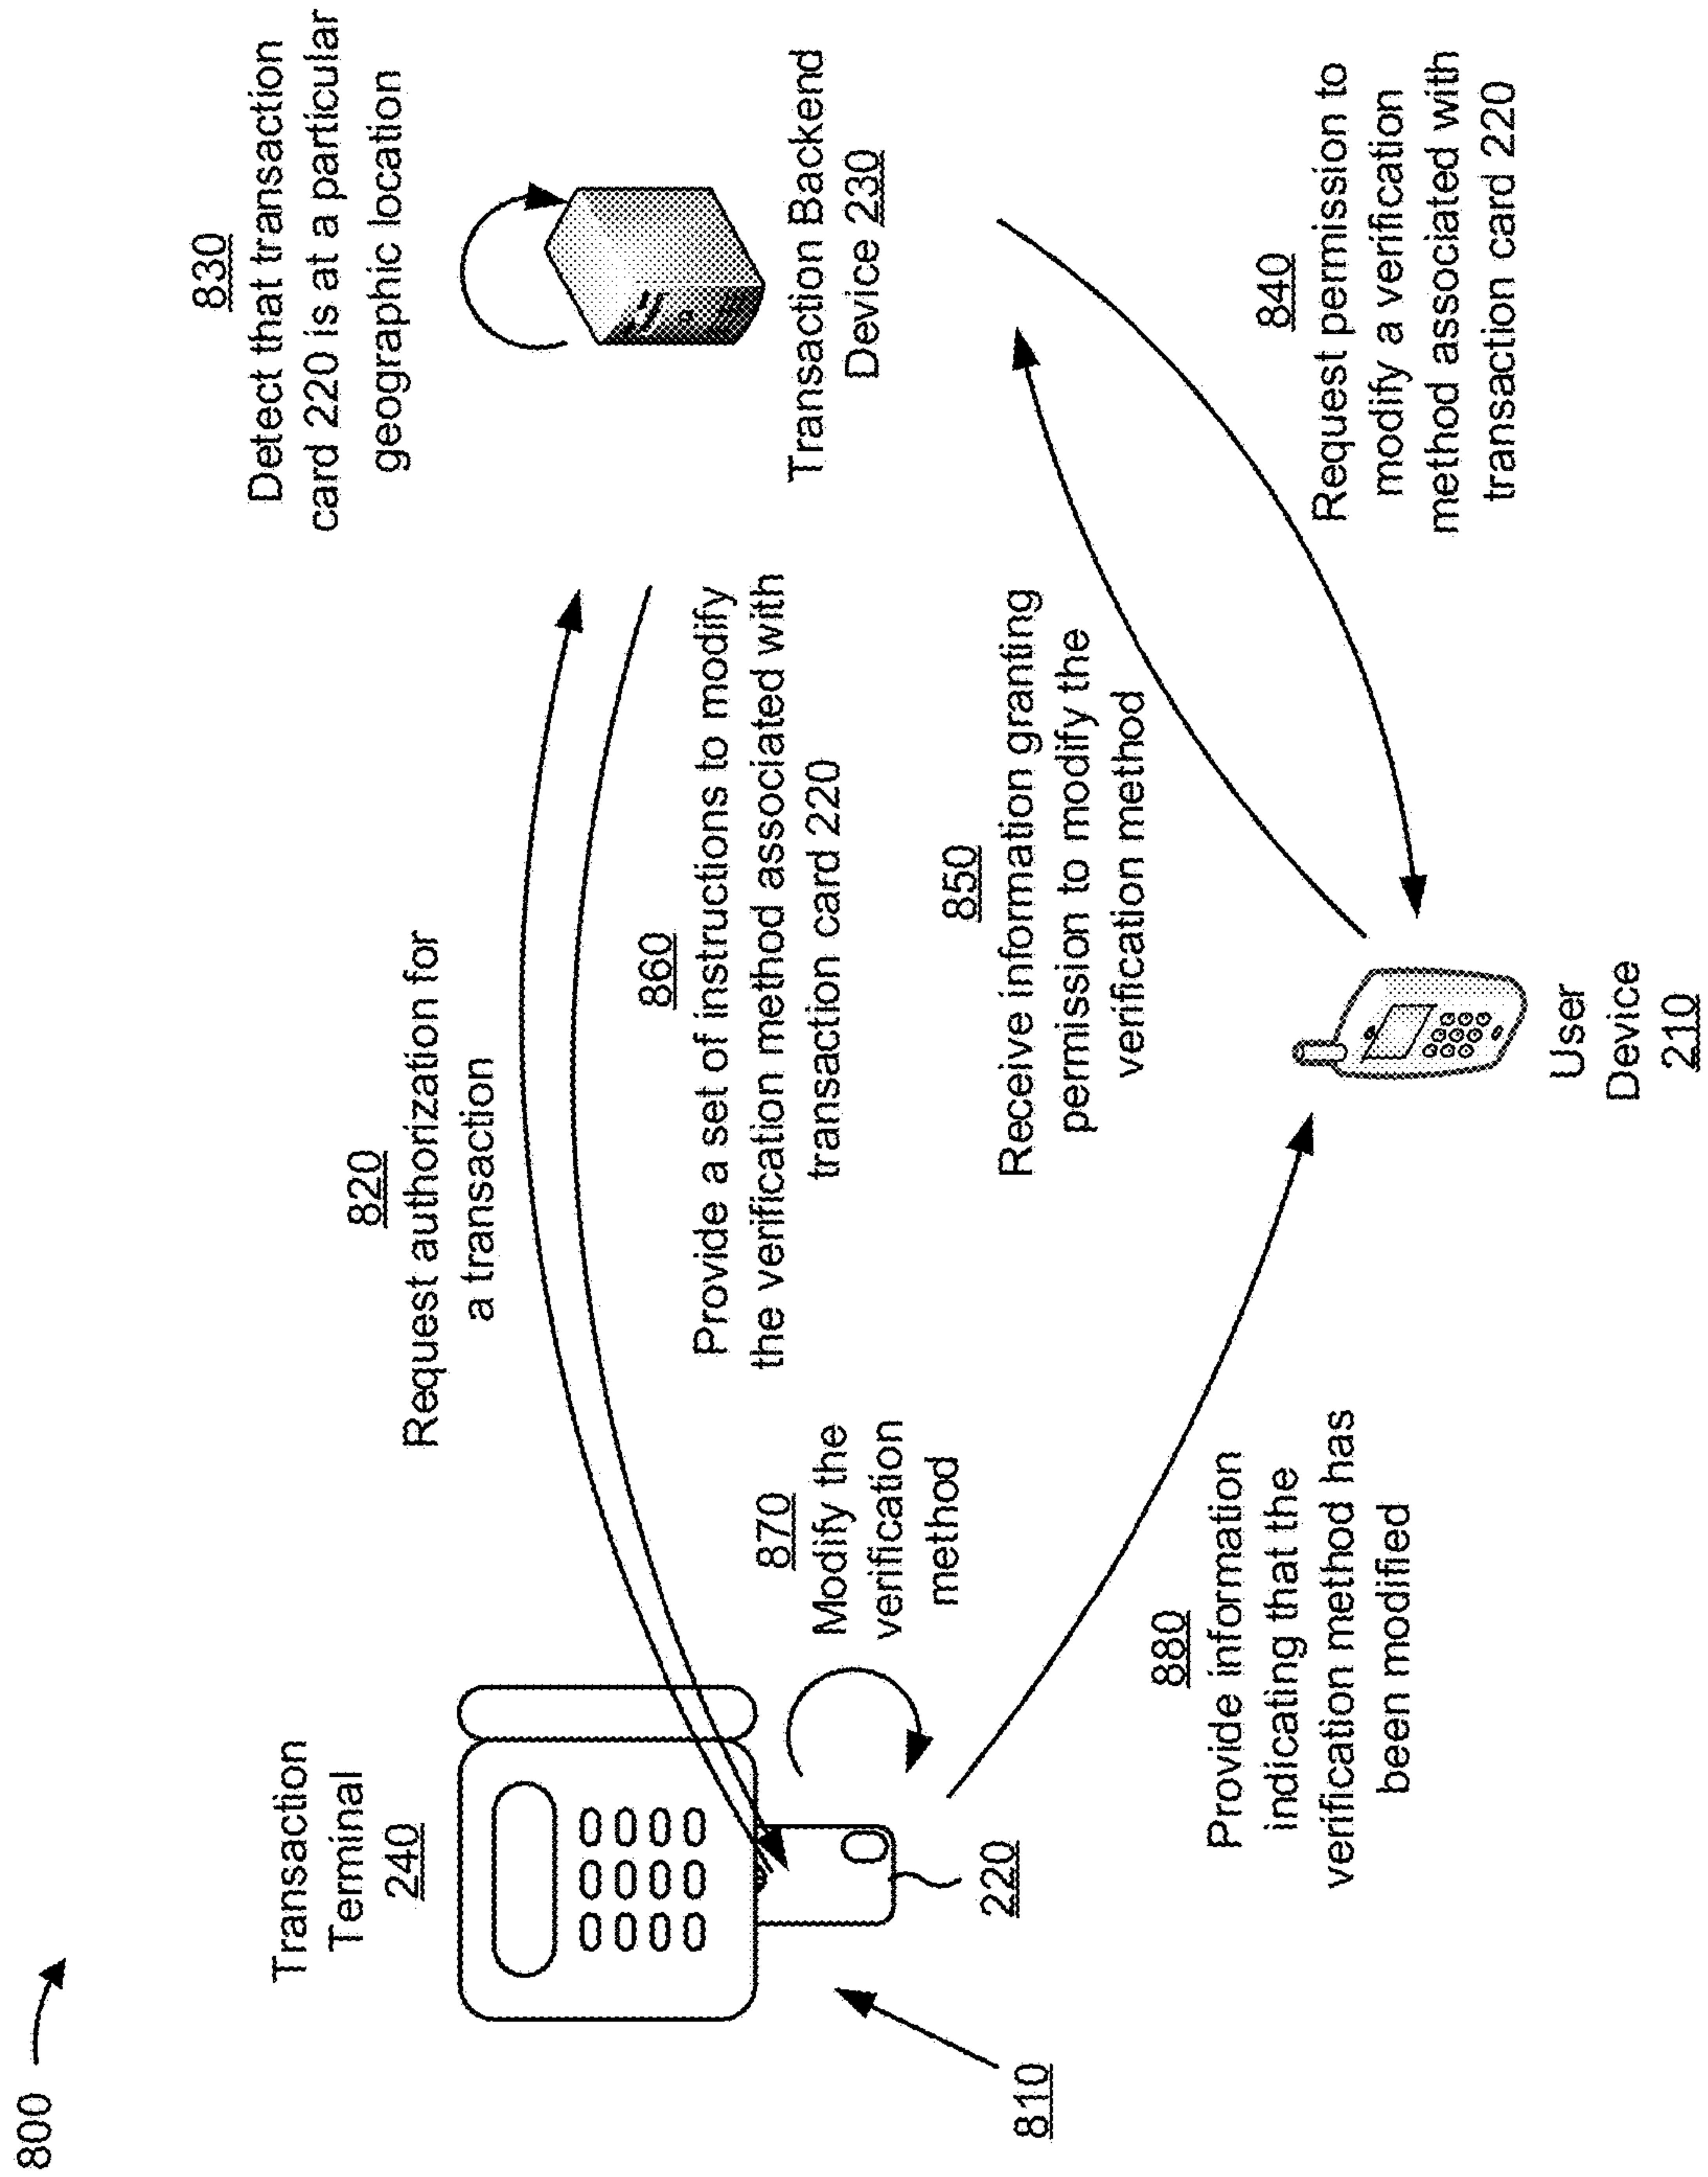 800
Transaction
Terminal
240
810
220
820
Request authorization for
a transaction
830
Detect that transaction
card 220 is at a particular
geographic location
Transaction Backend
Device 230
860
Provide a set of instructions to modify
the verification method associated with
transaction card 220
870
Modify the
verification
method
850
Receive information granting
permission to modify the
verification method
840
Request permission to
modify a verification
method associated with
transaction card 220
880
Provide information
indicating that the
verification method has
been modified
User
Device
210